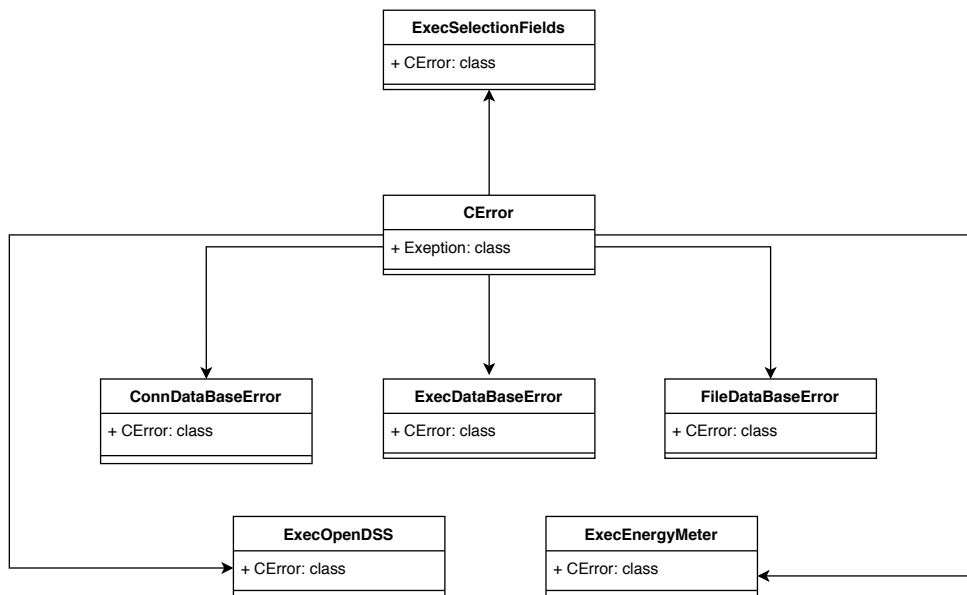 ExecSelectionFields
+ CError: class
CError
+ Exeption: class
ConnDataBaseError
+ CError: class
ExecDataBaseError
+ CError: class
FileDataBaseError
+ CError: class
ExecOpenDSS
+ CError: class
ExecEnergyMeter
+ CError: class